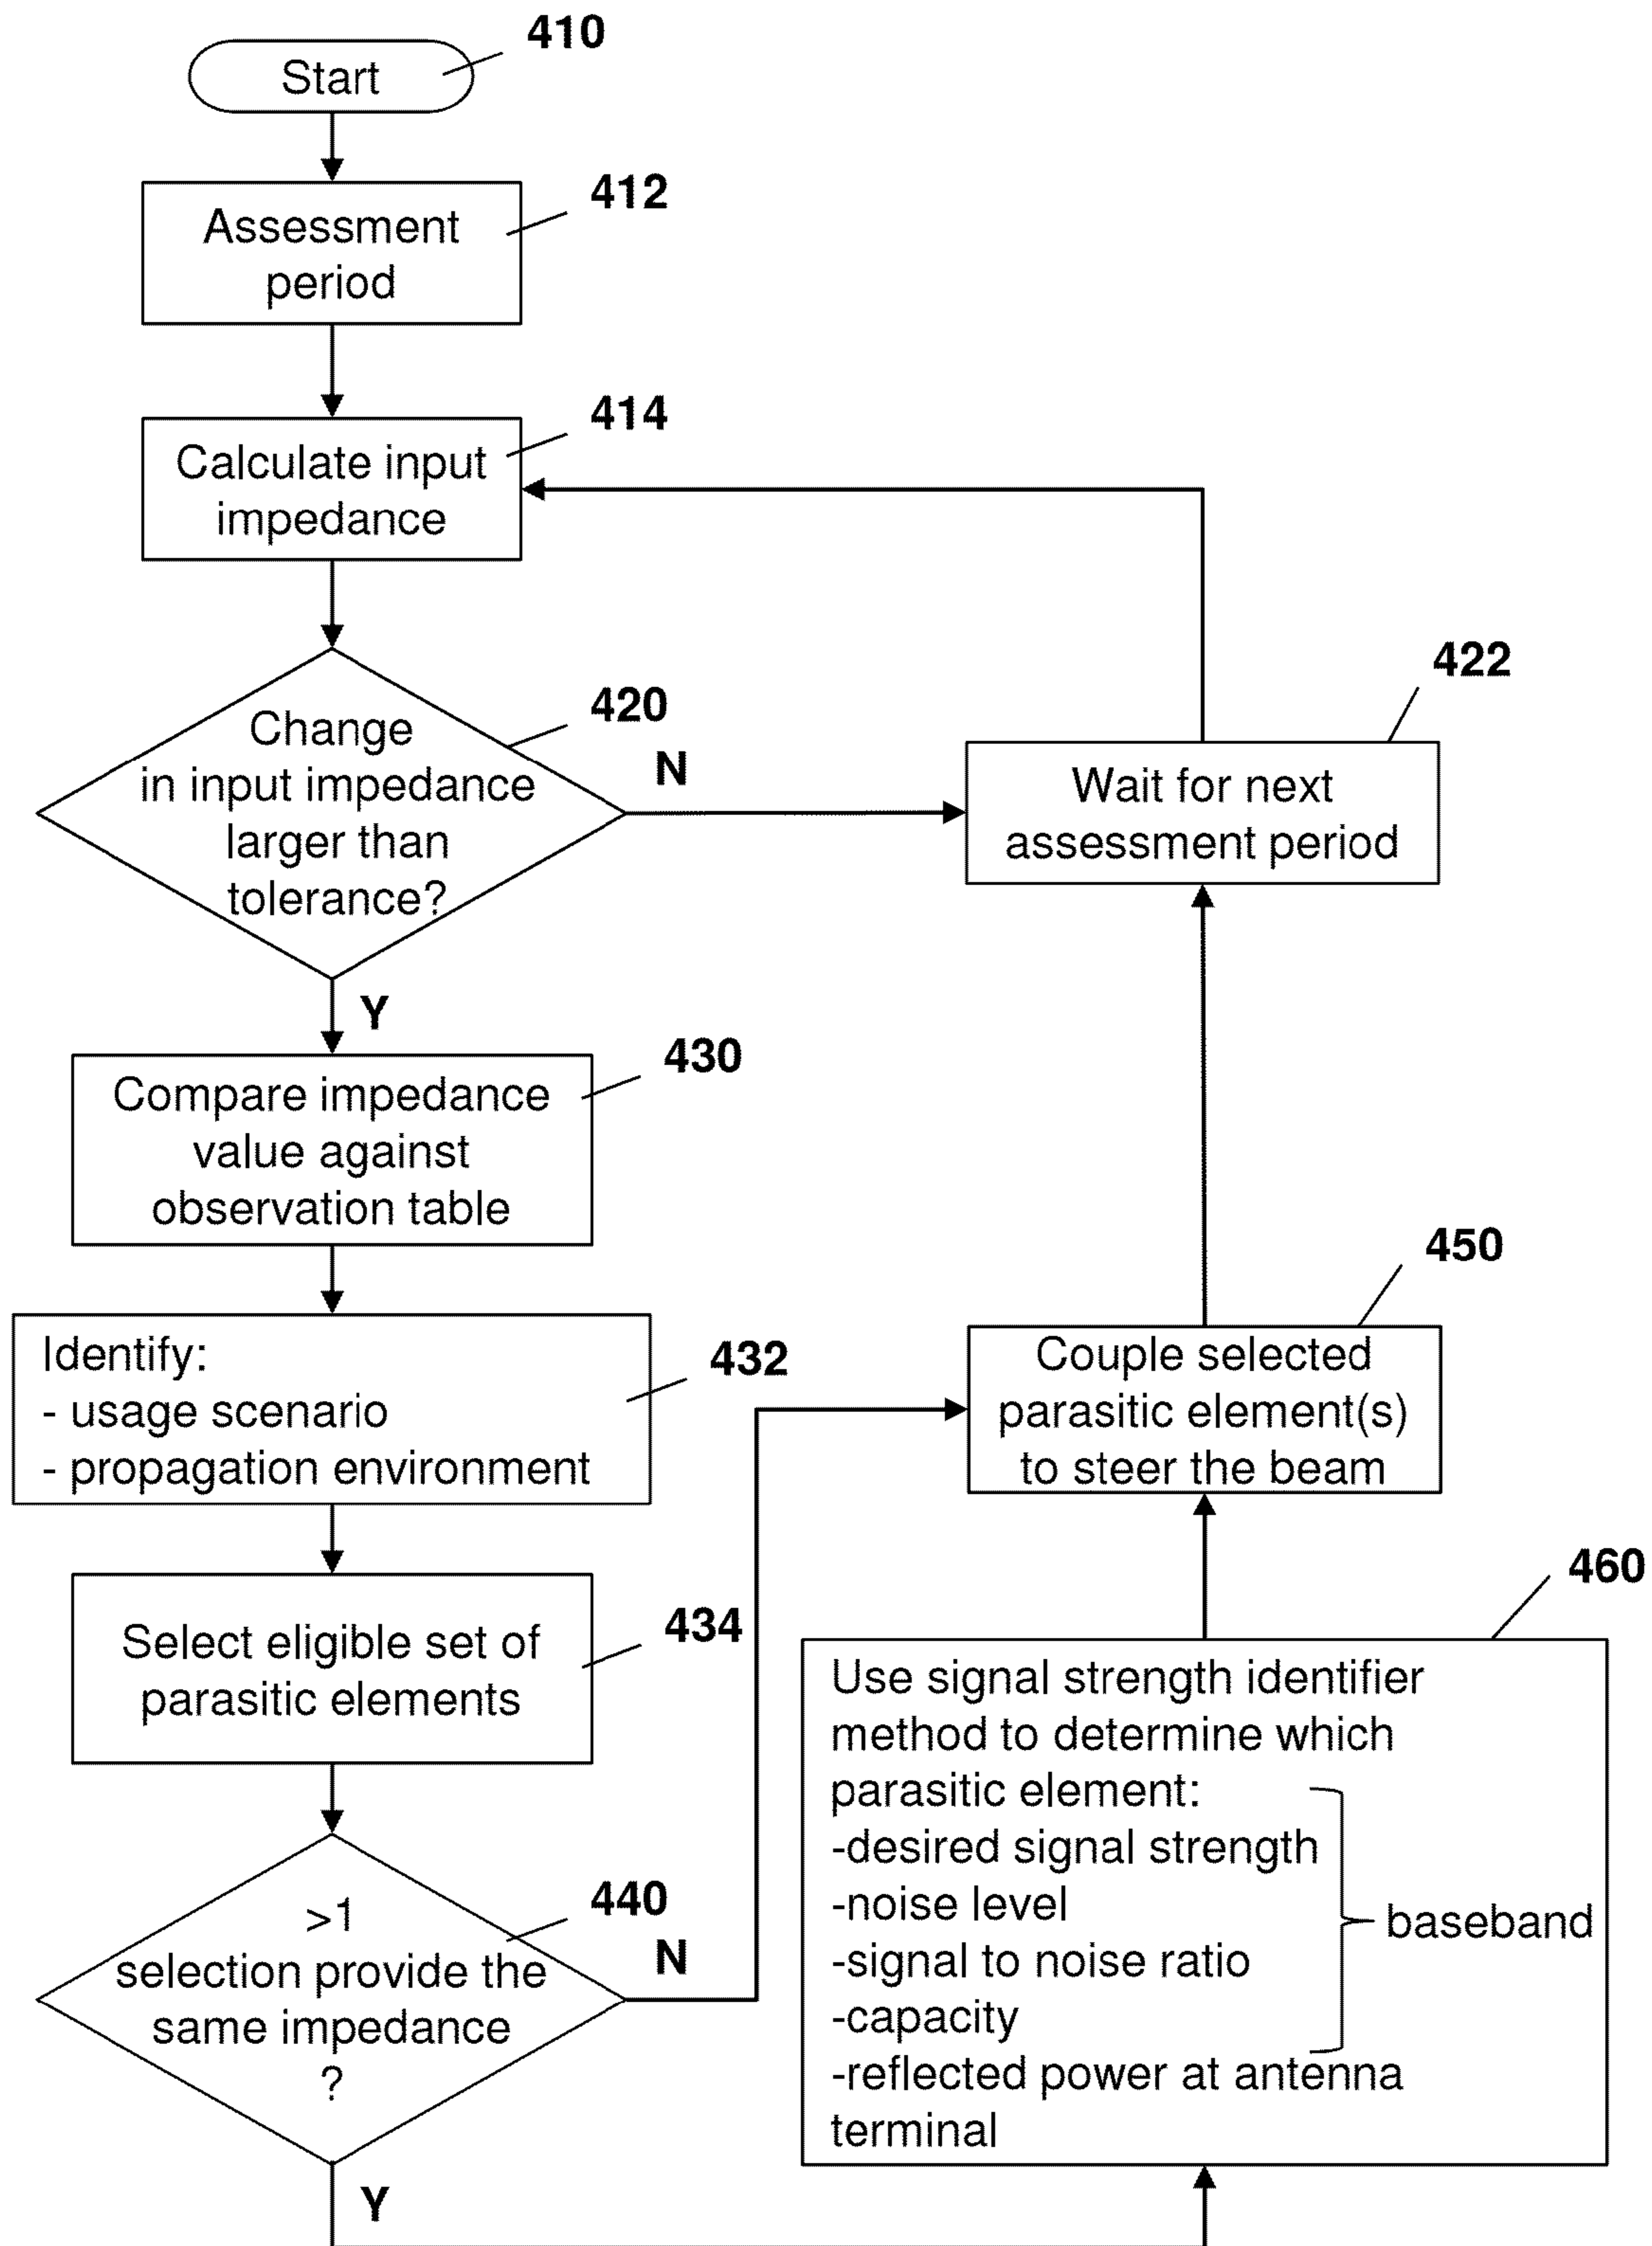 410
Start
412
Assessment
period
414
Calculate input
impedance
420
Change
in input impedance
larger than
tolerance?
N
Y
422
Wait for next
assessment period
430
Compare impedance
value against
observation table
432
Identify:
- usage scenario
- propagation environment
434
Select eligible set of
parasitic elements
440
>1
selection provide the
same impedance
?
N
Y
450
Couple selected
parasitic element(s)
to steer the beam
460
Use signal strength identifier
method to determine which
parasitic element:
-desired signal strength
-noise level
-signal to noise ratio
-capacity
baseband
-reflected power at antenna
terminal